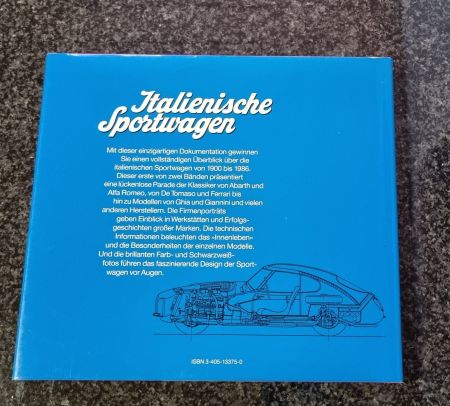 Italienische
Sportwagen
Mit dieser einzigartigen Dokumentation gewinnen
Sie einen vollständigen Überblick über die
italienischen Sportwagen von 1900 bis 1986.
Dieser erste von zwei Bänden präsentiert
eine lückenlose Parade der Klassiker von Abarth und
Alfa Romeo, von De Tomaso und Ferrari bis
hin zu Modellen von Ghia und Giannini und vielen
anderen Herstellern. Die Firmenporträts
geben Einblick in Werkstätten und Erfolgs-
geschichten großer Marken. Die technischen
Informationen beleuchten das »Innenleben«
und die Besonderheiten der einzelnen Modelle.
Und die brillanten Farb- und Schwarzweiß-
fotos führen das faszinierende Design der Sport-
wagen vor Augen.
ISBN 3-405-13375-0